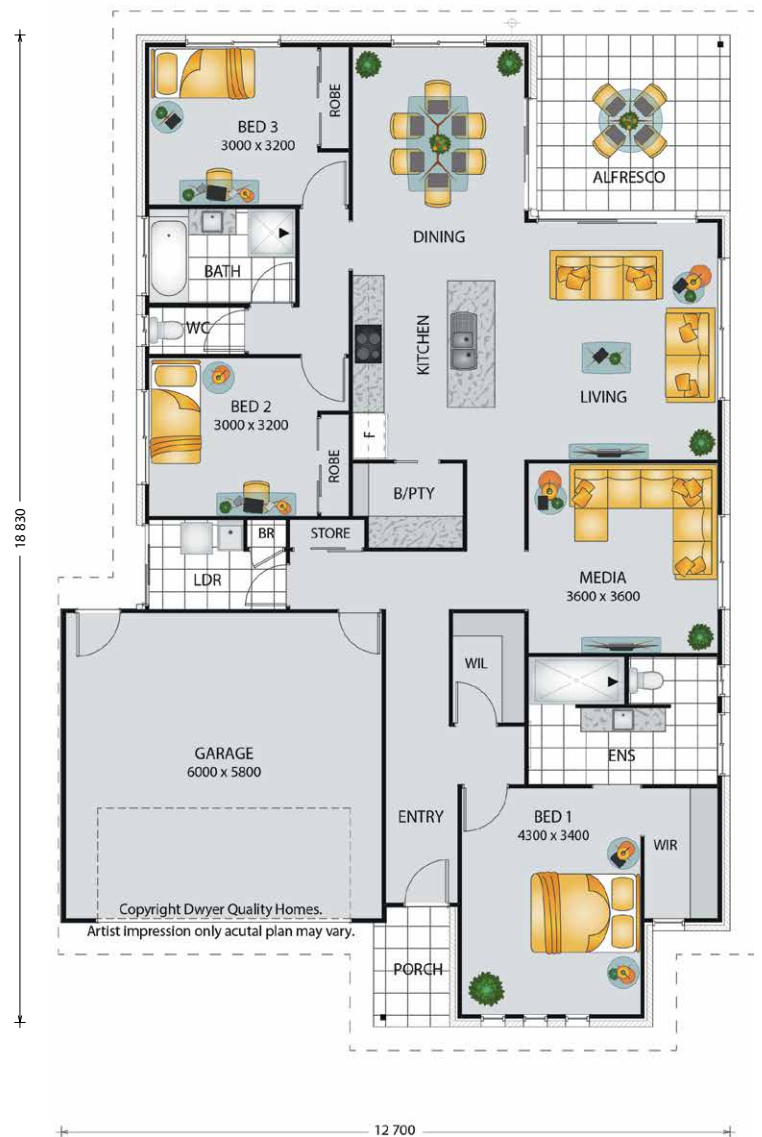 BED 3
3000 x 3200
ROBE
ALFRESCO
DINING
BATH
WC
KITCHEN
LIVING
BED 2
3000 x 3200
F
ROBE
B/PTY
18 830
BR
STORE
LDR
MEDIA
3600 x 3600
WIL
GARAGE
6000 x 5800
ENS
ENTRY
BED 1
4300 x 3400
WIR
Copyright Dwyer Quality Homes.
Artist impression only acutal plan may vary.
PORCH
12 700